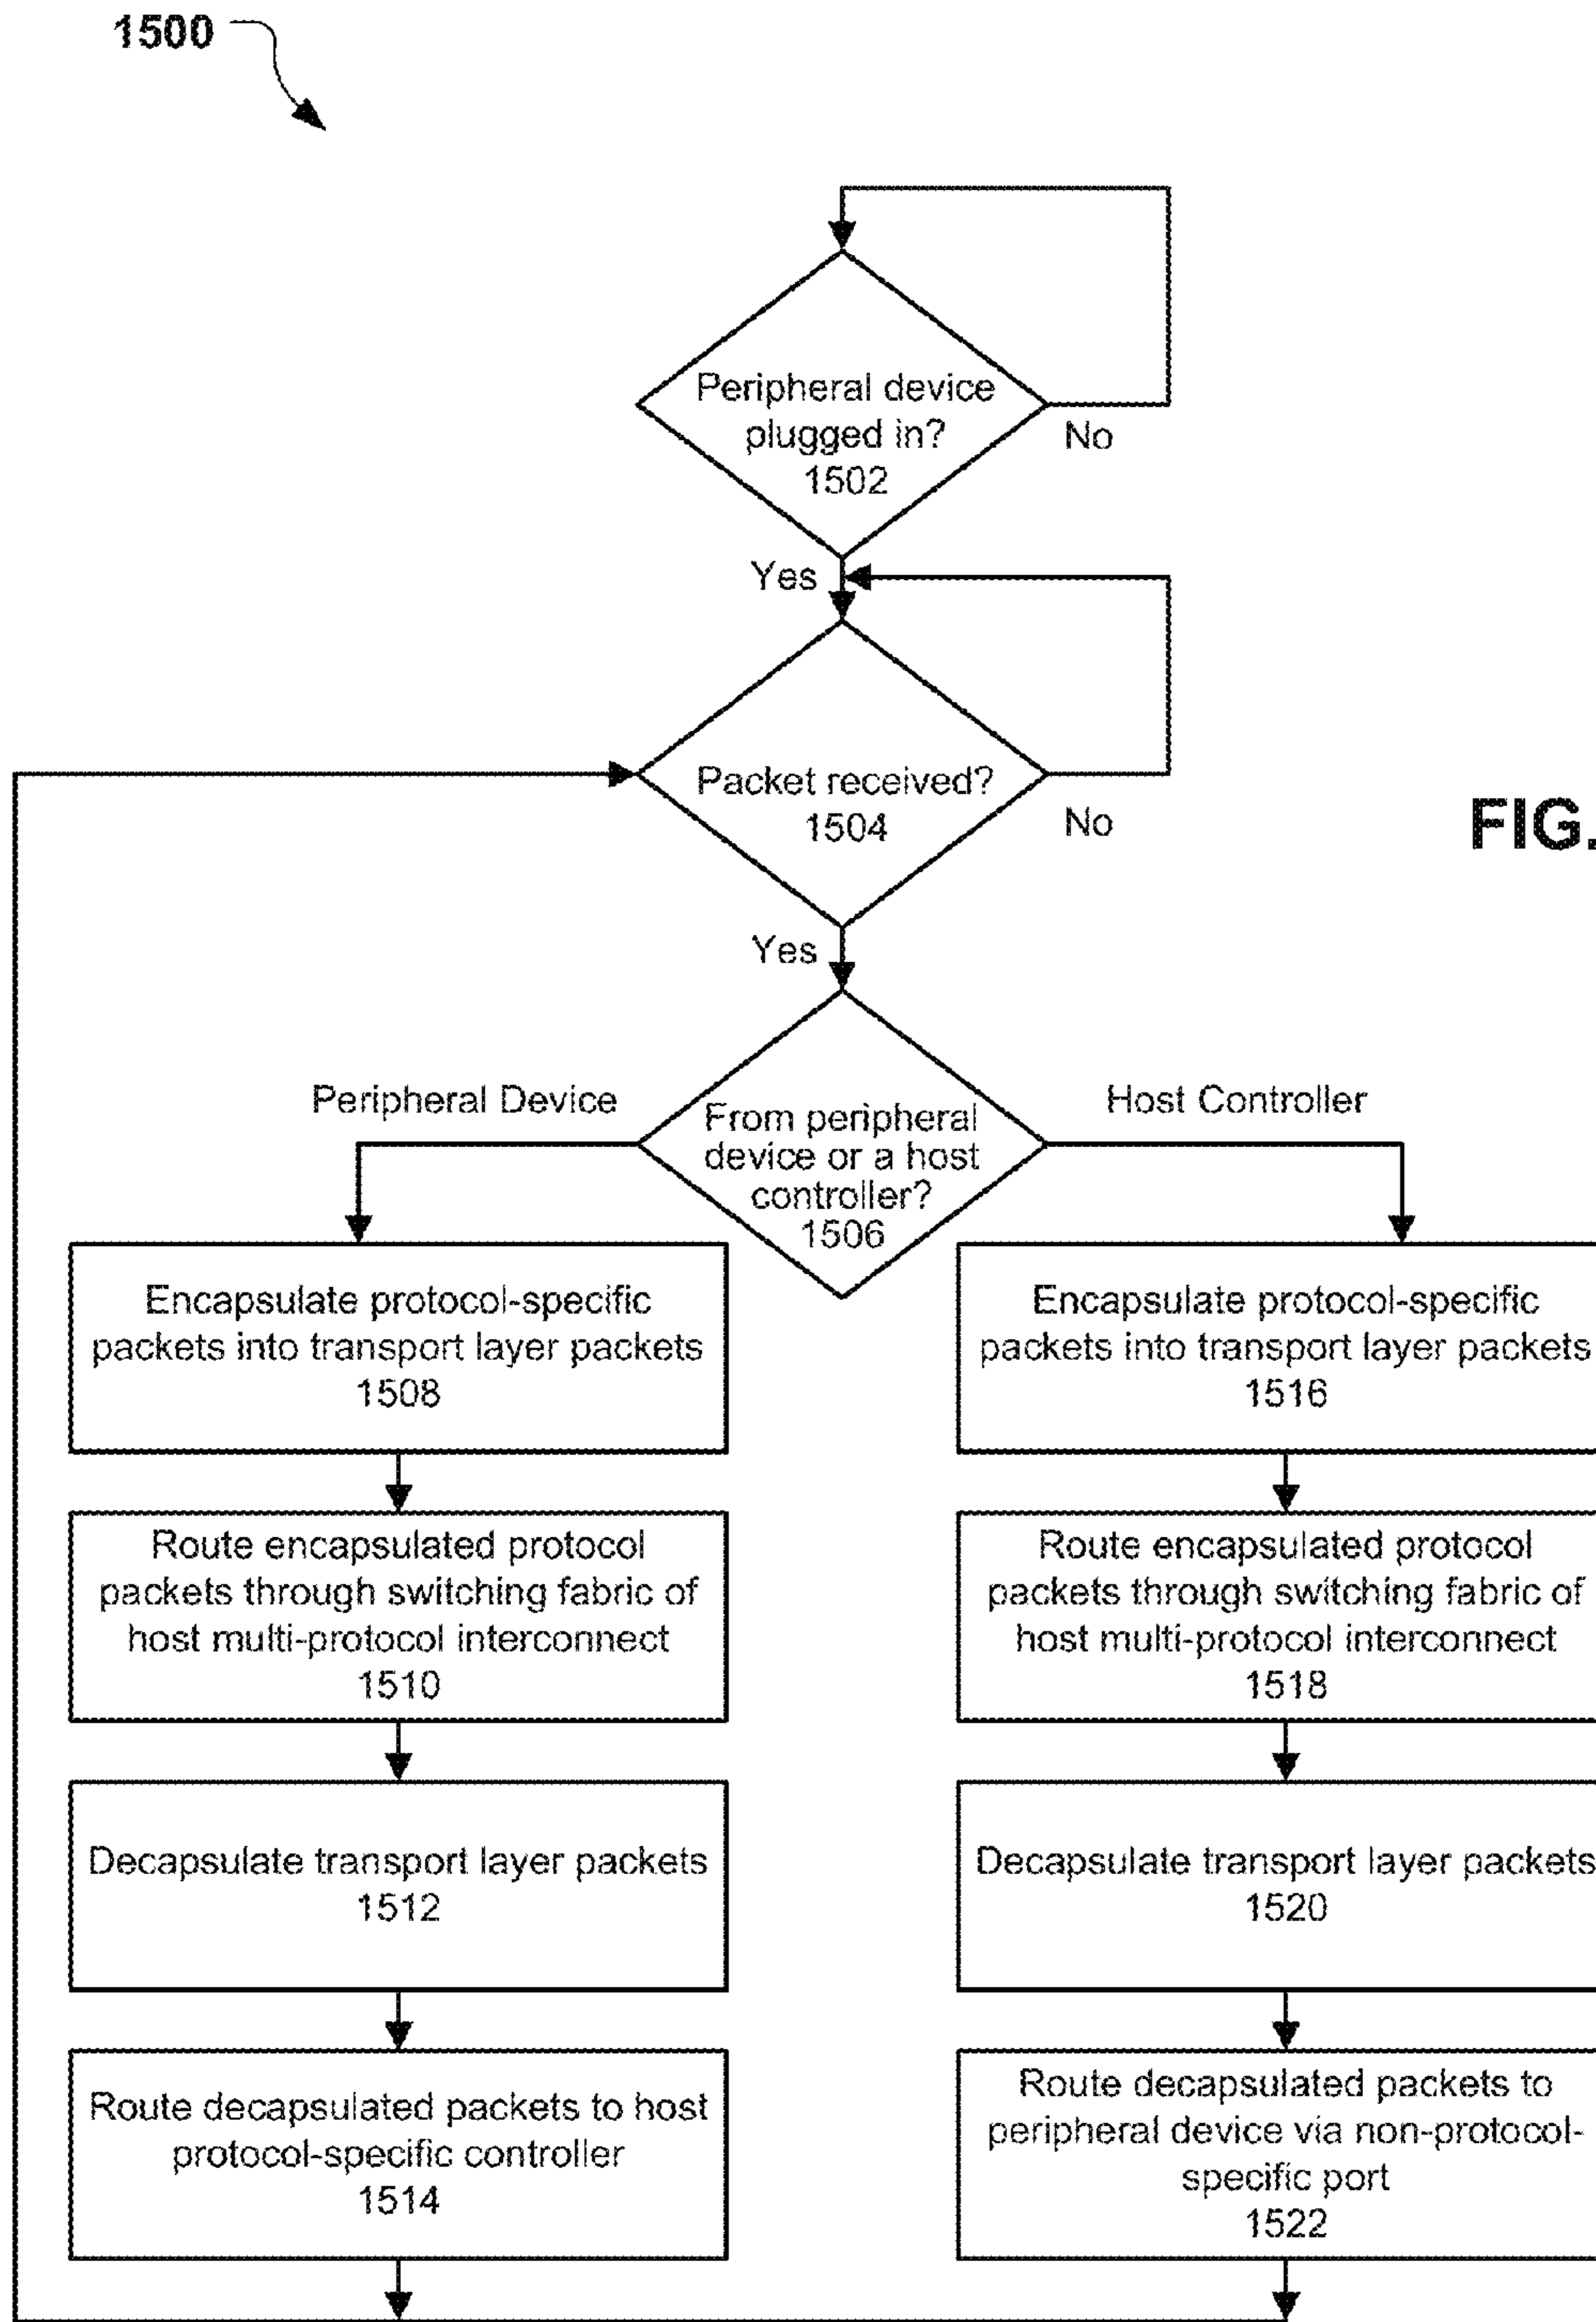 1500
Peripheral device
plugged in?
1502
No
Yes
Packet received?
1504
No
FIG.
Yes
Peripheral Device
From peripheral
device or a host
controller?
1506
Host Controller
Encapsulate protocol-specific
packets into transport layer packets
1508
Route encapsulated protocol
packets through switching fabric of
host multi-protocol interconnect
1510
Decapsulate transport layer packets
1512
Route decapsulated packets to host
protocol-specific controller
1514
Encapsulate protocol-specific
packets into transport layer packets
1516
Route encapsulated protocol
packets through switching fabric of
host multi-protocol interconnect
1518
Decapsulate transport layer packets
1520
Route decapsulated packets to
peripheral device via non-protocol-
specific port
1522